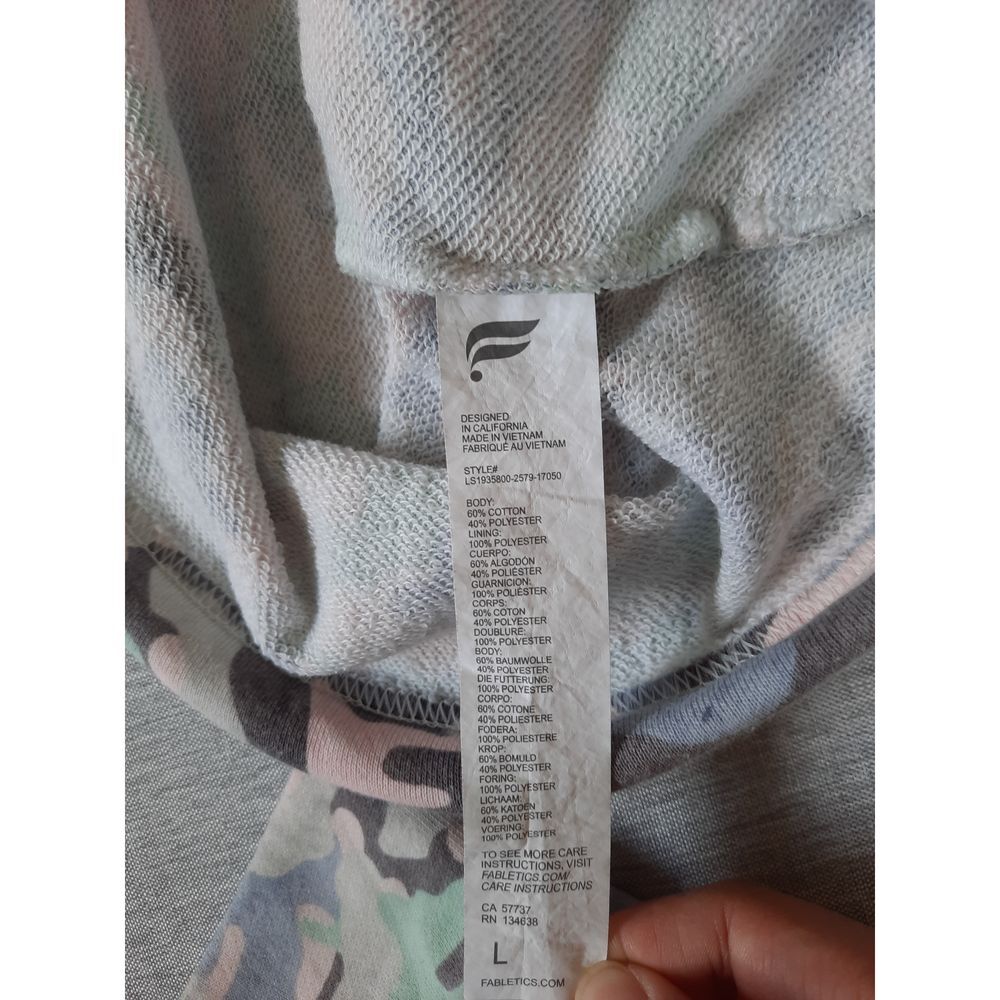 DESIGNED
IN CALIFORNIA
MADE IN VIETNAM
FABRIQUÉ AU VIETNAM
STYLE#
LS1935800-2579-17050
BODY:
60% COTTON
40% POLYESTER
LINING:
100% POLYESTER
CUERPO:
60% ALGODÓN
40% POLIÉSTER
GUARNICION:
100% POLIÉSTER
CORPS:
60% COTON
40% POLYESTER
DOUBLURE:
100% POLYESTER
BODY:
60% BAUMWOLLE
40% POLYESTER
DIE FUTTERUNG:
100% POLYESTER
CORPO:
60% COTONE
40% POLIESTERE
FODERA:
100% POLIESTERE
KROP:
60% BOMULD
40% POLYESTER
FORING:
100% POLYESTER
LICHAAM:
60% KATOEN
40% POLYESTER
VOERING:
100% POLYESTER
TO SEE MORE CARE
INSTRUCTIONS, VISIT
FABLETICS.COM/
CARE INSTRUCTIONS
CA 57737
RN 134638
L
FABLETICS.COM